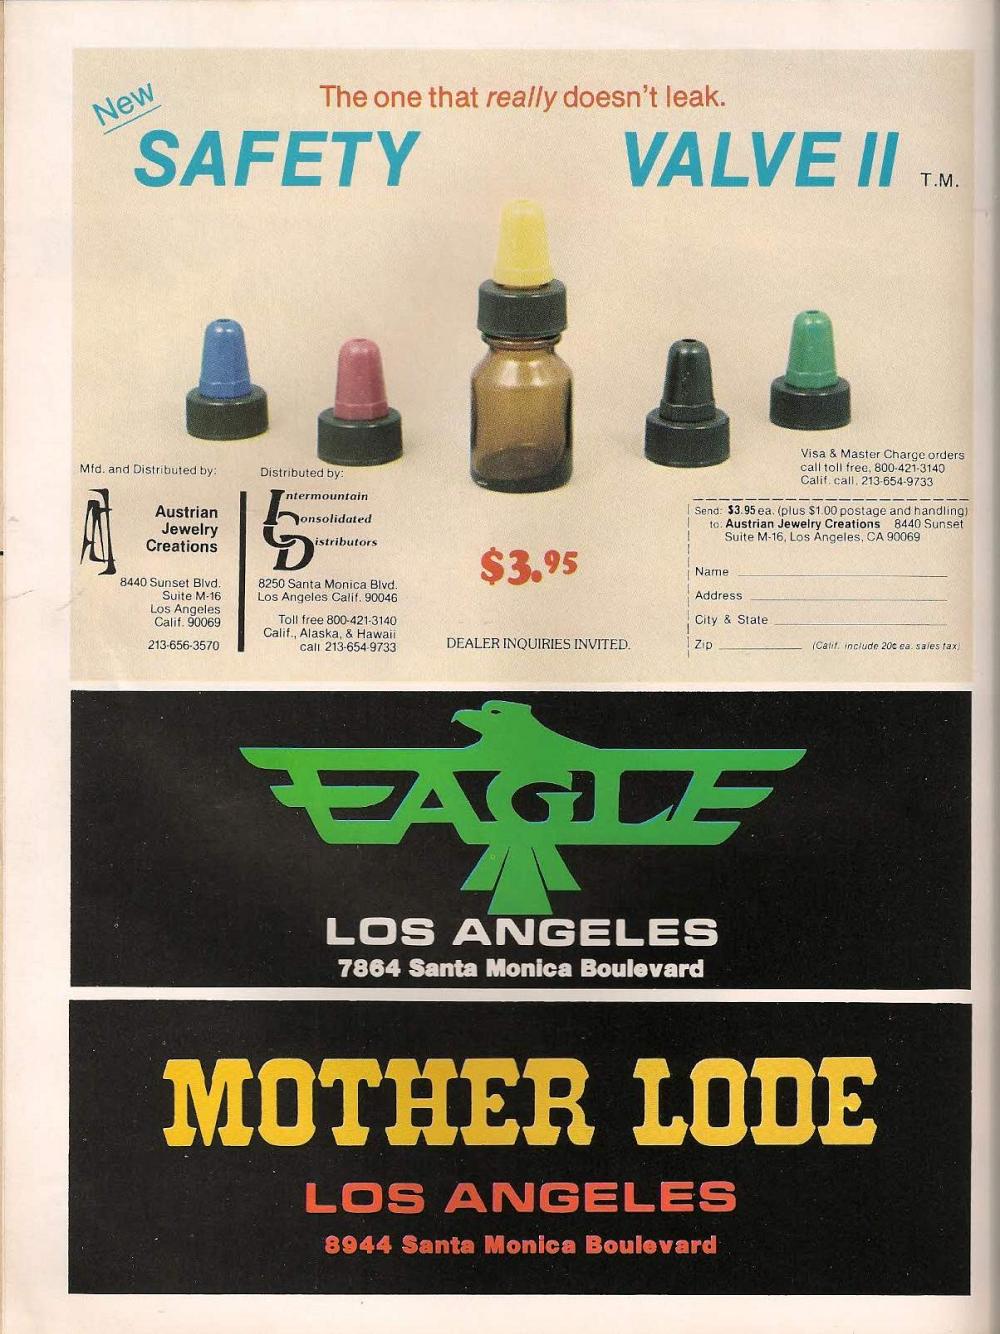 New
The one that really doesn't leak.
SAFETY VALVE II T.M.
Visa & Master Charge orders
call toll free, 800-421-3140
Calif. call, 213-654-9733
Mfd. and Distributed by:
AJC
Austrian
Jewelry
Creations
8440 Sunset Blvd.
Suite M-16
Los Angeles
Calif. 90069
213-656-3570
Distributed by:
Intermountain
Consolidated
Distributors
8250 Santa Monica Blvd.
Los Angeles Calif. 90046
Toll free 800-421-3140
Calif., Alaska, & Hawaii
call 213-654-9733
$3.95
DEALER INQUIRIES INVITED.
Send: $3.95 ea. (plus $1.00 postage and handling)
to: Austrian Jewelry Creations 8440 Sunset
Suite M-16, Los Angeles, CA 90069
Name
Address
City & State
Zip (Calif. include 20¢ ea. sales tax)
EAGLE
LOS ANGELES
7864 Santa Monica Boulevard
MOTHER LODE
LOS ANGELES
8944 Santa Monica Boulevard